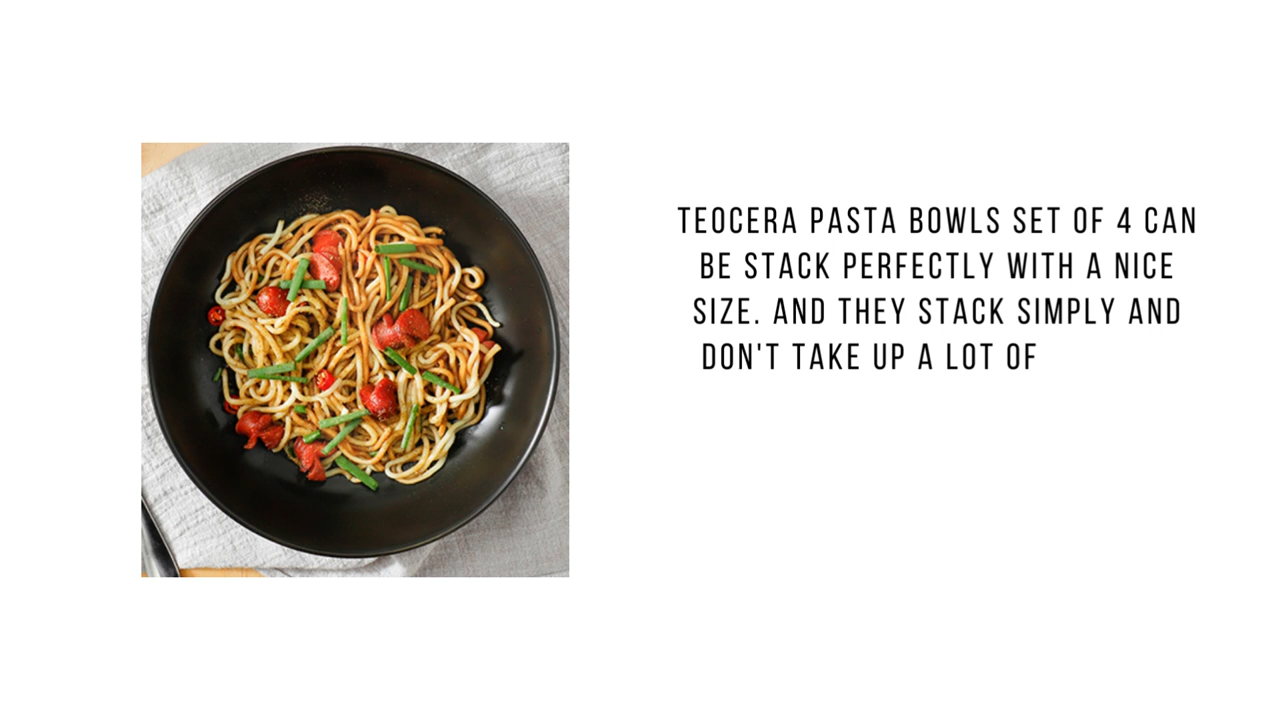 TEOCERA PASTA BOWLS SET OF 4 CAN
BE STACK PERFECTLY WITH A NICE
SIZE. AND THEY STACK SIMPLY AND
DON'T TAKE UP A LOT OF